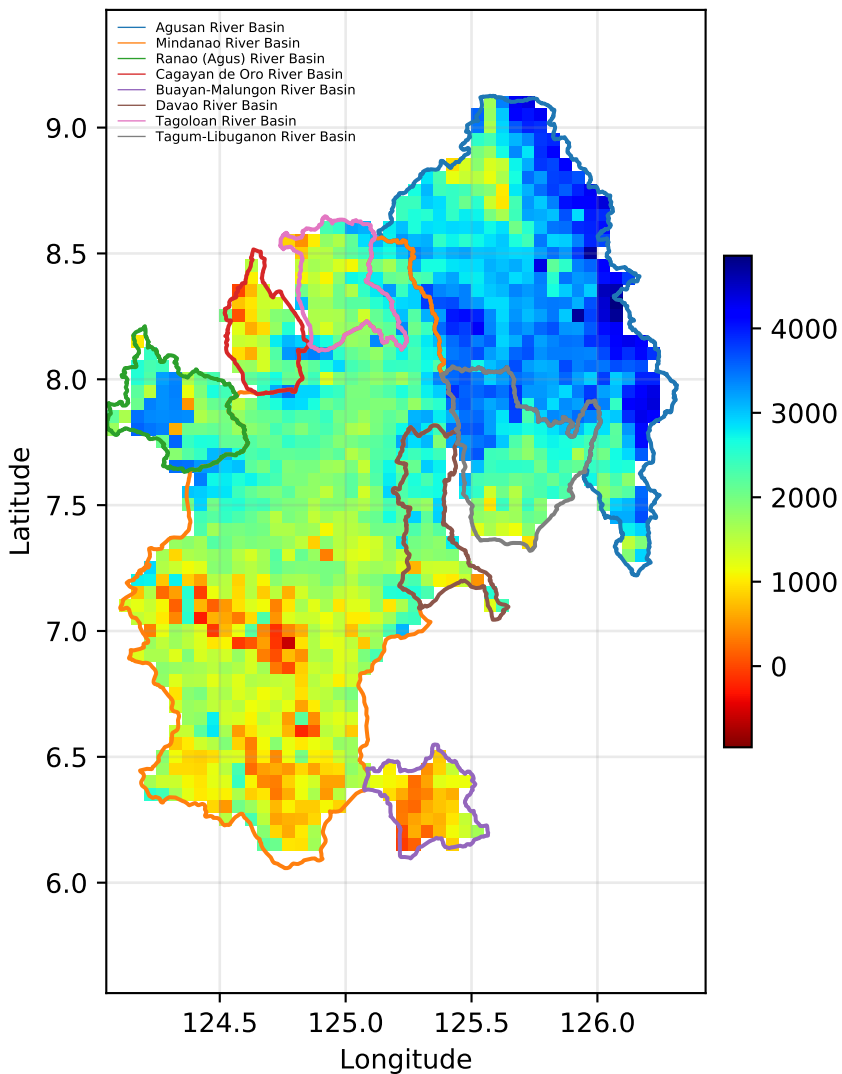 Agusan River Basin
Mindanao River Basin
Ranao (Agus) River Basin
Cagayan de Oro River Basin
Buayan-Malungon River Basin
Davao River Basin
Tagoloan River Basin
Tagum-Libuganon River Basin
9.0
8.5
8.0
7.5
7.0
6.5
6.0
Latitude
124.5 125.0 125.5 126.0
Longitude
4000
3000
2000
1000
0